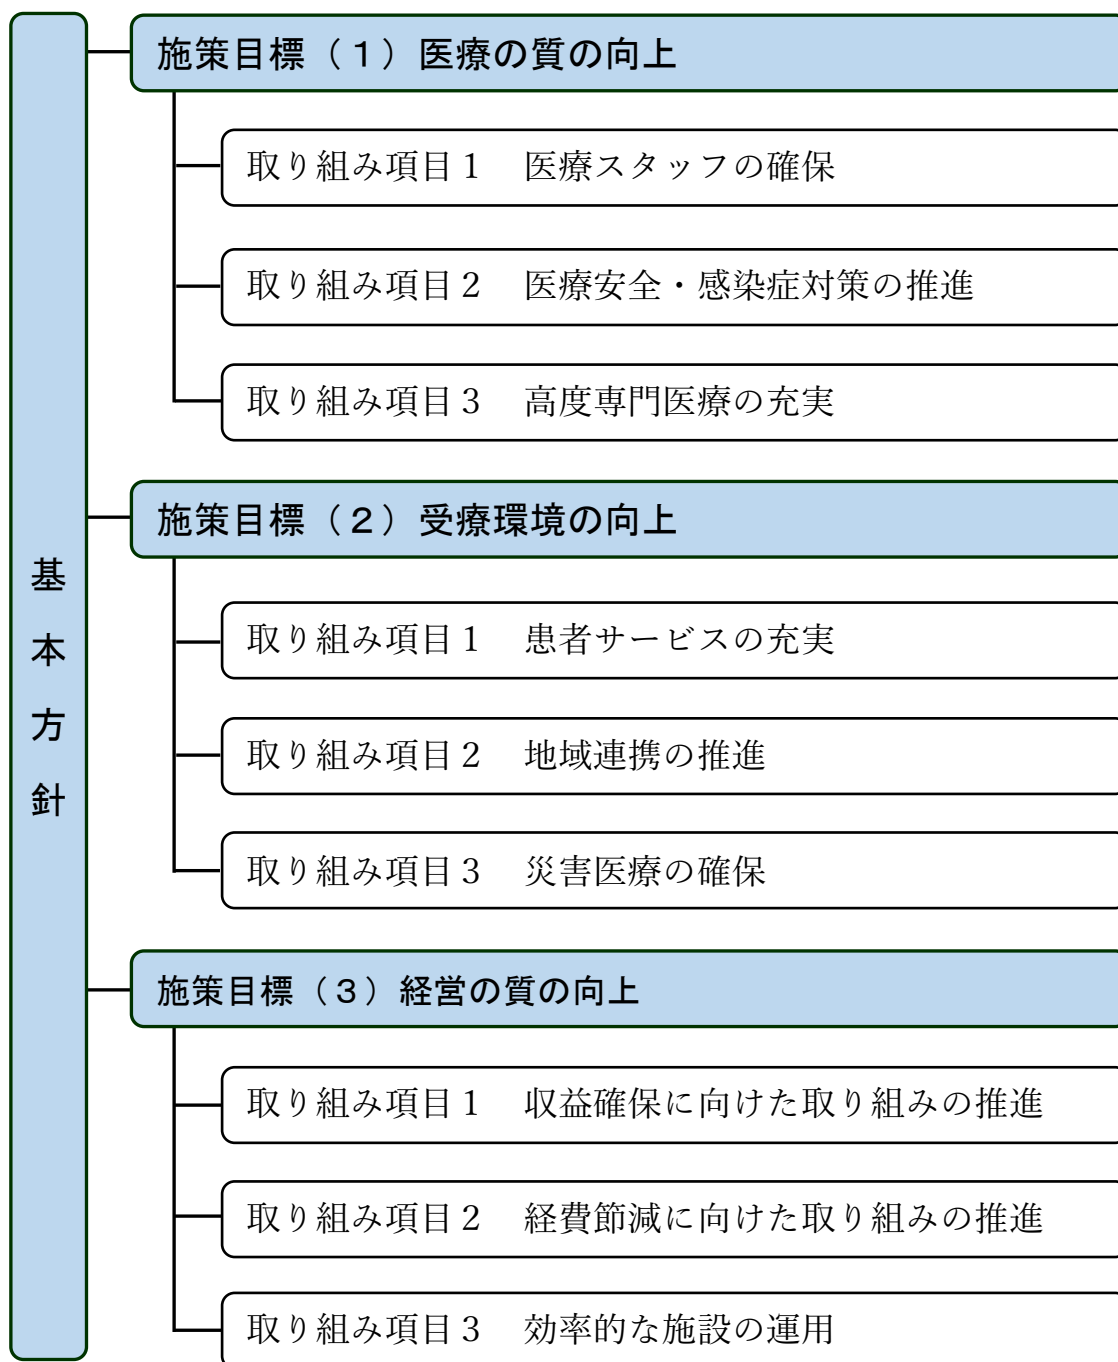 基本方針
施策目標（１）医療の質の向上
取り組み項目１　医療スタッフの確保
取り組み項目２　医療安全・感染症対策の推進
取り組み項目３　高度専門医療の充実
施策目標（２）受療環境の向上
取り組み項目１　患者サービスの充実
取り組み項目２　地域連携の推進
取り組み項目３　災害医療の確保
施策目標（３）経営の質の向上
取り組み項目１　収益確保に向けた取り組みの推進
取り組み項目２　経費節減に向けた取り組みの推進
取り組み項目３　効率的な施設の運用